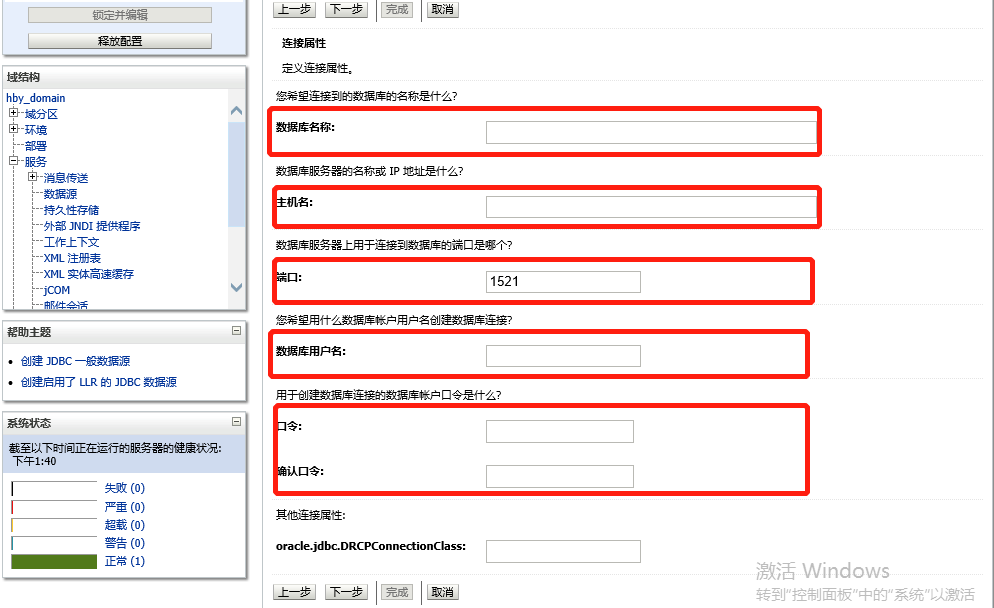 锁定并编辑
释放配置
域结构
hby_domain
域分区
环境
部署
服务
消息传送
数据源
持久性存储
外部 JNDI 提供程序
工作上下文
XML 注册表
XML 实体高速缓存
jCOM
邮件会话
帮助主题
创建 JDBC 一般数据源
创建启用了 LLR 的 JDBC 数据源
系统状态
截至以下时间正在运行的服务器的健康状况:
下午1:40
失败 (0)
严重 (0)
超载 (0)
警告 (0)
正常 (1)
上一步 下一步 完成 取消
连接属性
定义连接属性。
您希望连接到的数据库的名称是什么?
数据库名称:
数据库服务器的名称或 IP 地址是什么?
主机名:
数据库服务器上用于连接到数据库的端口是哪个?
端口: 1521
您希望用什么数据库帐户用户名创建数据库连接?
数据库用户名:
用于创建数据库连接的数据库帐户口令是什么?
口令:
确认口令:
其他连接属性:
oracle.jdbc.DRCPConnectionClass:
上一步 下一步 完成 取消
激活 Windows
转到"控制面板"中的"系统"以激活